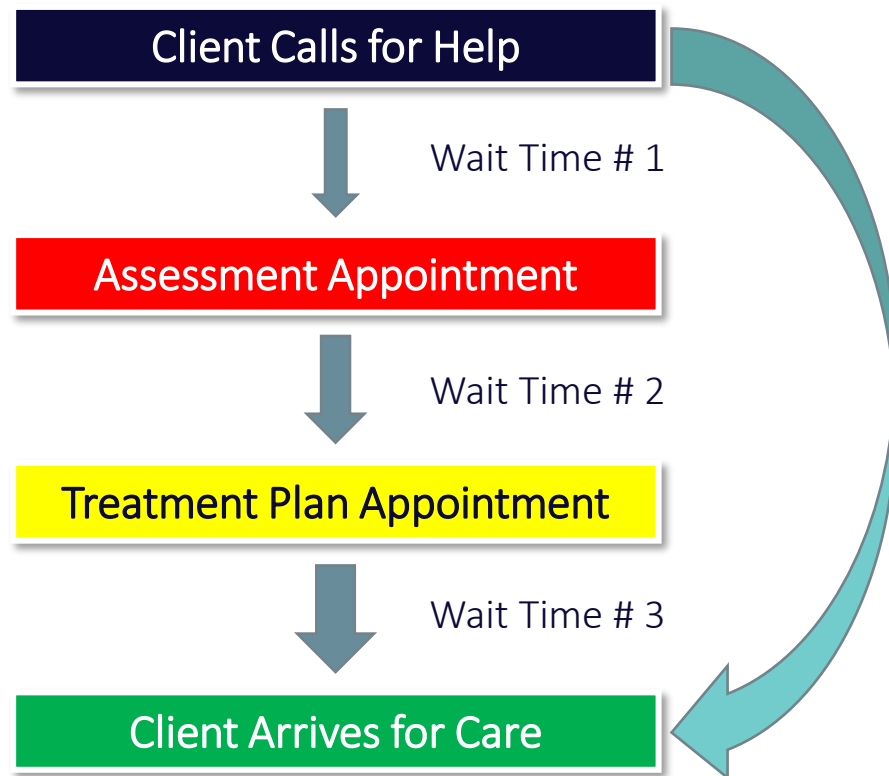 Client Calls for Help
Wait Time # 1
Assessment Appointment
Wait Time # 2
Treatment Plan Appointment
Wait Time # 3
Client Arrives for Care